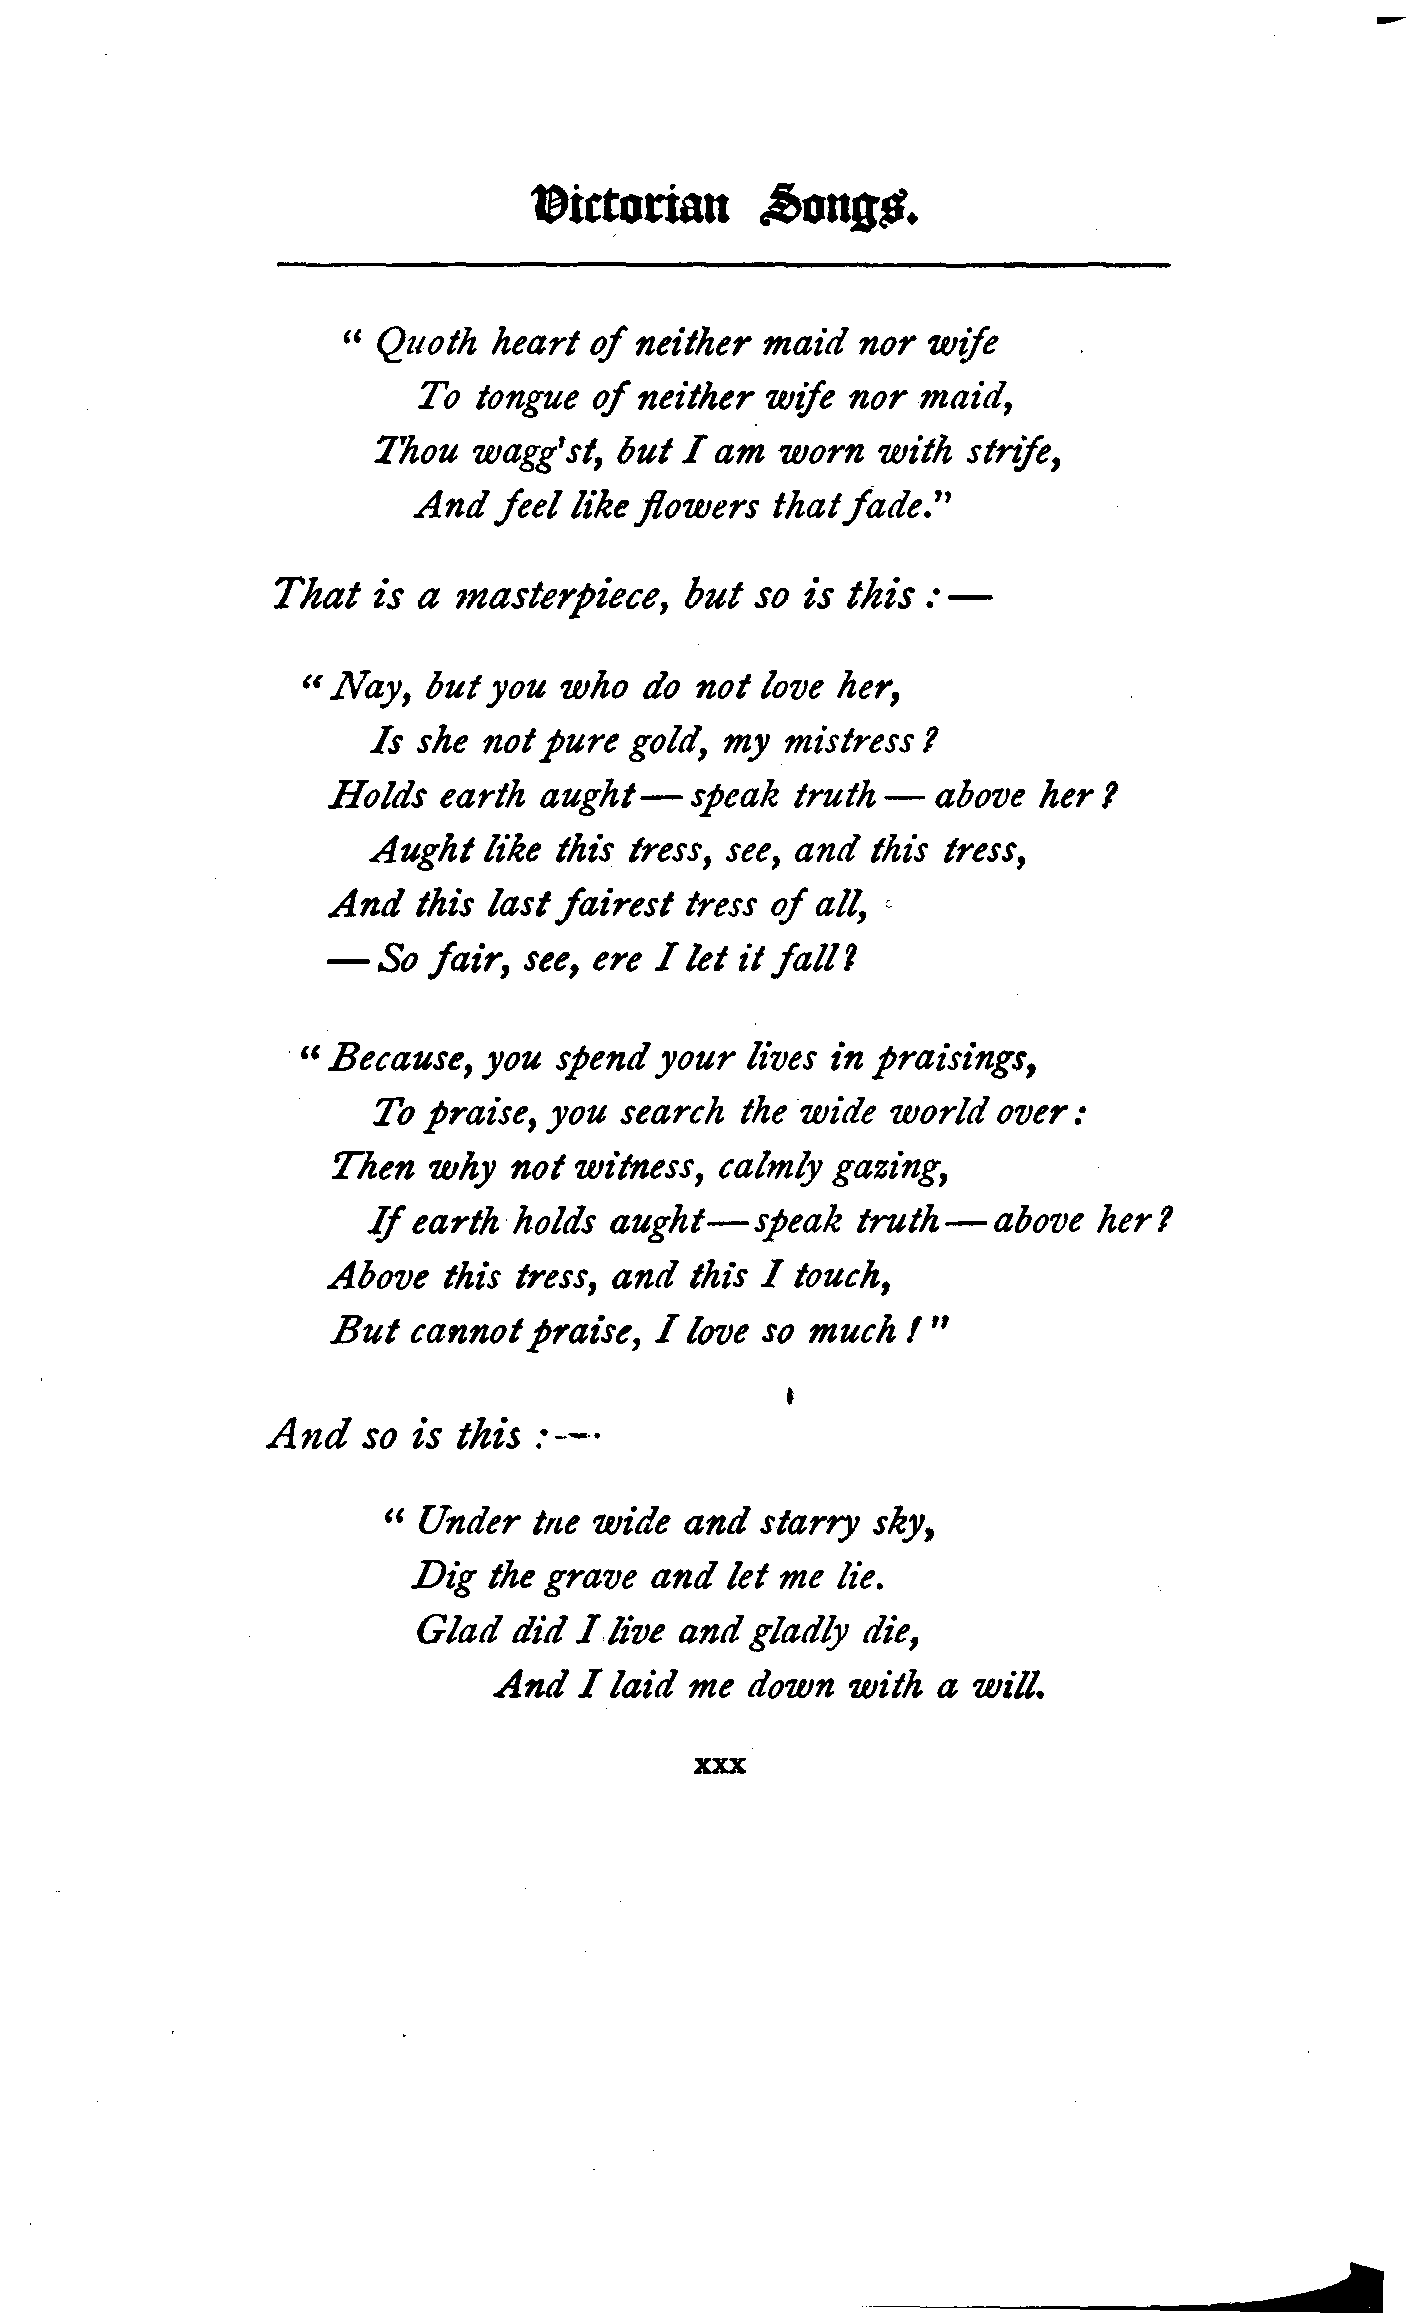 Victorian Songs.
“ Quoth heart of neither maid nor wife
To tongue of neither wife nor maid,
Thou wagg'st, but I am worn with strife,
And feel like flowers that fade.”
That is a masterpiece, but so is this : —
“ Nay, but you who do not love her,
Is she not pure gold, my mistress ?
Holds earth aught — speak truth — above her ?
Aught like this tress, see, and this tress,
And this last fairest tress of all,
— So fair, see, ere I let it fall ?
“ Because, you spend your lives in praisings,
To praise, you search the wide world over :
Then why not witness, calmly gazing,
If earth holds aught — speak truth — above her ?
Above this tress, and this I touch,
But cannot praise, I love so much ! ”
And so is this : —
“ Under the wide and starry sky,
Dig the grave and let me lie.
Glad did I live and gladly die,
And I laid me down with a will.
xxx